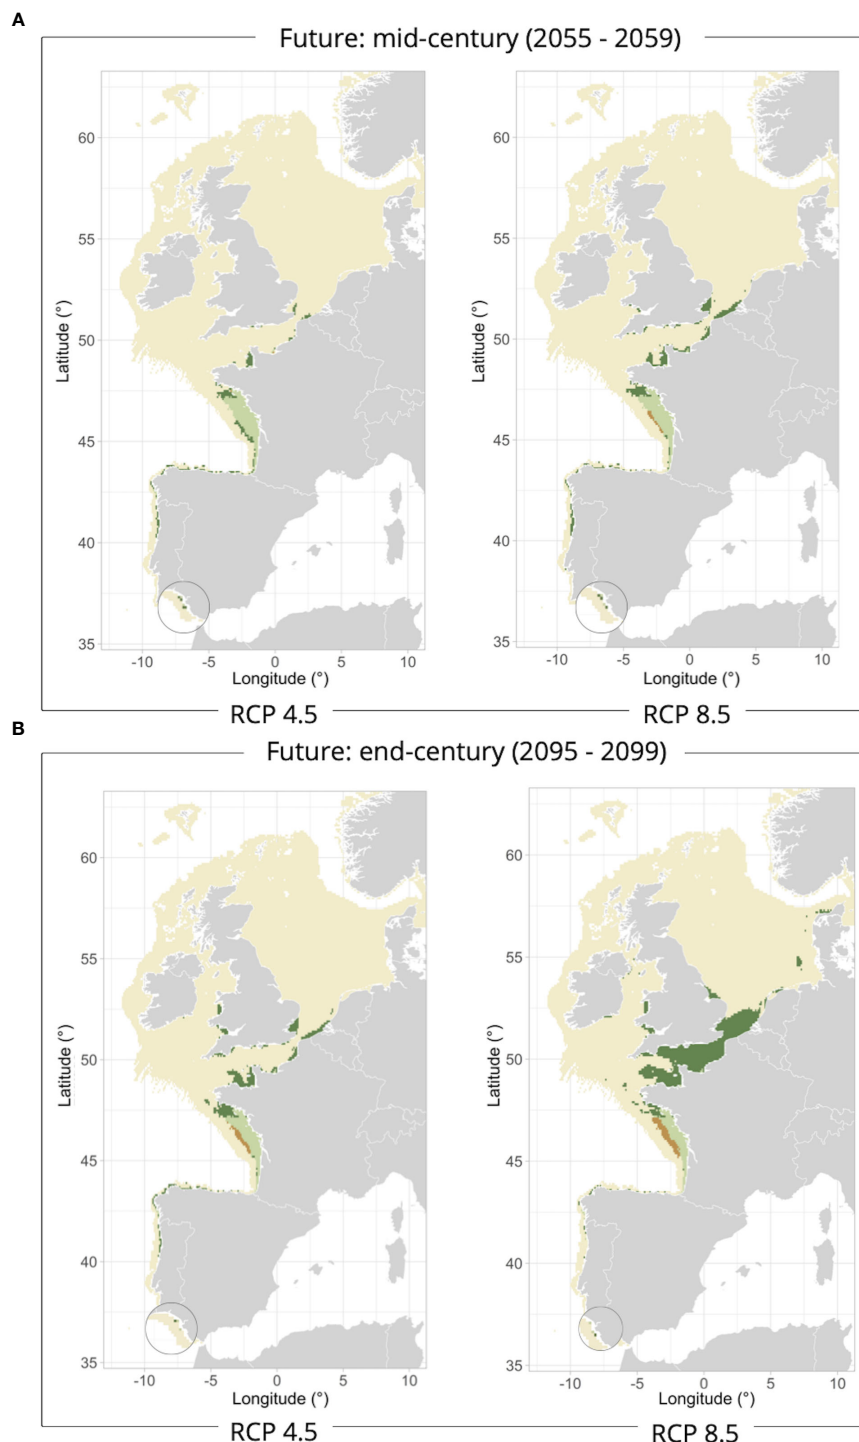 A
Future: mid-century (2055 - 2059)
60
55
50
45
40
35
Latitude (°)
-10 -5 0 5 10
Longitude (°)
RCP 4.5
60
55
50
45
40
35
Latitude (°)
-10 -5 0 5 10
Longitude (°)
RCP 8.5
B
Future: end-century (2095 - 2099)
60
55
50
45
40
35
Latitude (°)
-10 -5 0 5 10
Longitude (°)
RCP 4.5
60
55
50
45
40
35
Latitude (°)
-10 -5 0 5 10
Longitude (°)
RCP 8.5